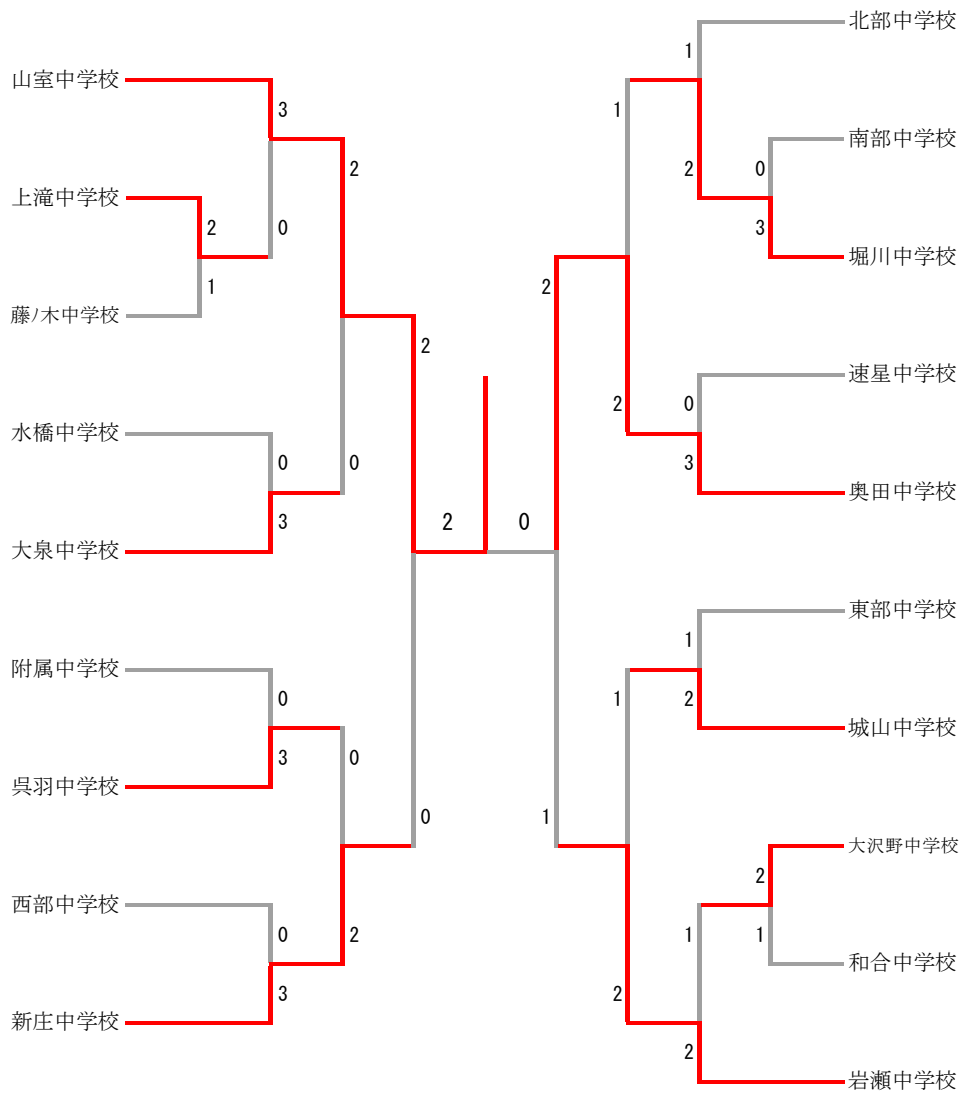 北部中学校
1
山室中学校
3
1
南部中学校
2
2
0
上滝中学校
2
0
3
堀川中学校
1
2
藤ノ木中学校
2
速星中学校
2
0
水橋中学校
0
0
3
奥田中学校
3
2
0
大泉中学校
東部中学校
1
附属中学校
0
1
2
城山中学校
3
0
呉羽中学校
0
1
大沢野中学校
2
西部中学校
0
2
1
1
和合中学校
3
2
新庄中学校
2
岩瀬中学校